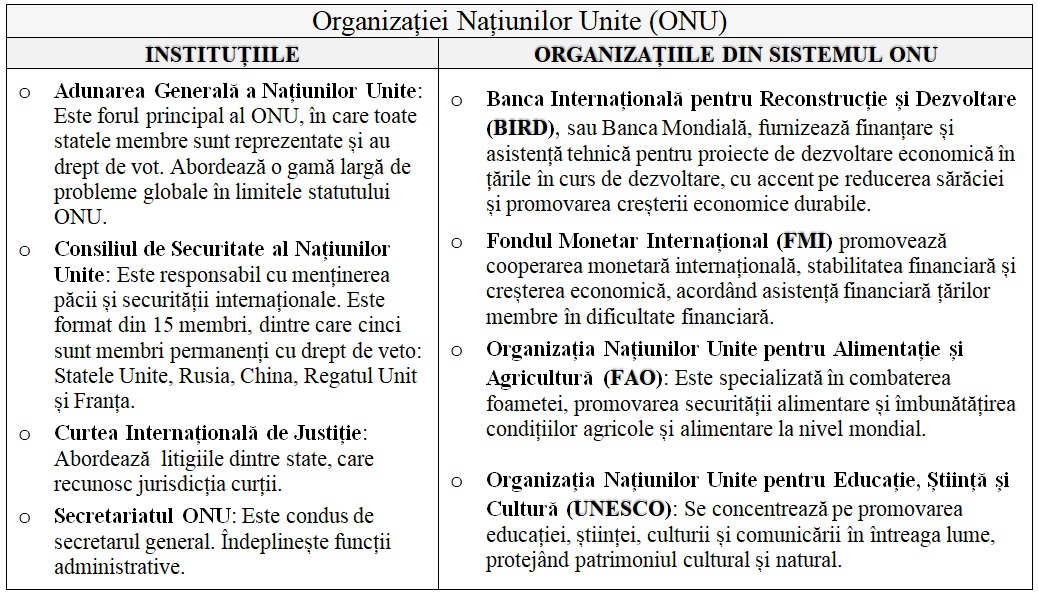 Organizației Națiunilor Unite (ONU)
INSTITUȚIILE
o Adunarea Generală a Națiunilor Unite:
Este forul principal al ONU, în care toate
statele membre sunt reprezentate și au
drept de vot. Abordează o gamă largă de
probleme globale în limitele statutului
ONU.
o Consiliul de Securitate al Națiunilor
Unite: Este responsabil cu menținerea
păcii și securității internaționale. Este
format din 15 membri, dintre care cinci
sunt membri permanenți cu drept de veto:
Statele Unite, Rusia, China, Regatul Unit
și Franța.
o Curtea Internațională de Justiție:
Abordează litigiile dintre state, care
recunosc jurisdicția curții.
o Secretariatul ONU: Este condus de
secretarul general. Îndeplinește funcții
administrative.
ORGANIZAȚIILE DIN SISTEMUL ONU
o Banca Internațională pentru Reconstrucție și Dezvoltare
(BIRD), sau Banca Mondială, furnizează finanțare și
asistență tehnică pentru proiecte de dezvoltare economică în
țările în curs de dezvoltare, cu accent pe reducerea sărăciei
și promovarea creșterii economice durabile.
o Fondul Monetar Internațional (FMI) promovează
cooperarea monetară internațională, stabilitatea financiară și
creșterea economică, acordând asistență financiară țărilor
membre în dificultate financiară.
o Organizația Națiunilor Unite pentru Alimentație și
Agricultură (FAO): Este specializată în combaterea
foametei, promovarea securității alimentare și îmbunătățirea
condițiilor agricole și alimentare la nivel mondial.
o Organizația Națiunilor Unite pentru Educație, Știință și
Cultură (UNESCO): Se concentrează pe promovarea
educației, științei, culturii și comunicării în întreaga lume,
protejând patrimoniul cultural și natural.